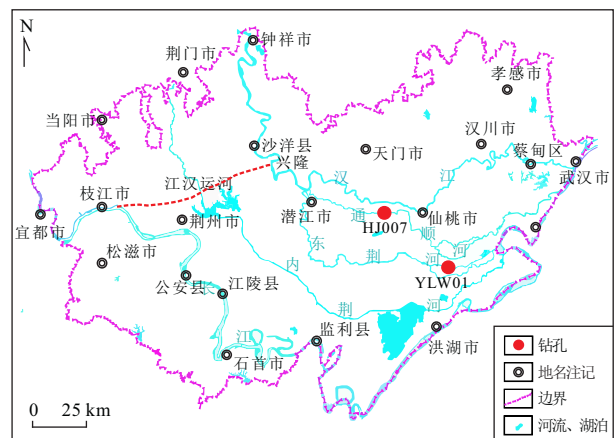 N
钟祥市
荆门市
孝感市
当阳市
沙洋县
兴隆
天门市
汉川市
蔡甸区
武汉市
江汉运河
汉
江
枝江市
潜江市
通
仙桃市
宜都市
荆州市
HJ007
顺
河
松滋市
东
荆
河
内
YLW01
公安县
长
江陵县
荆
河
江
监利县
洪湖市
石首市
0 25 km
钻孔
地名注记
边界
河流、湖泊